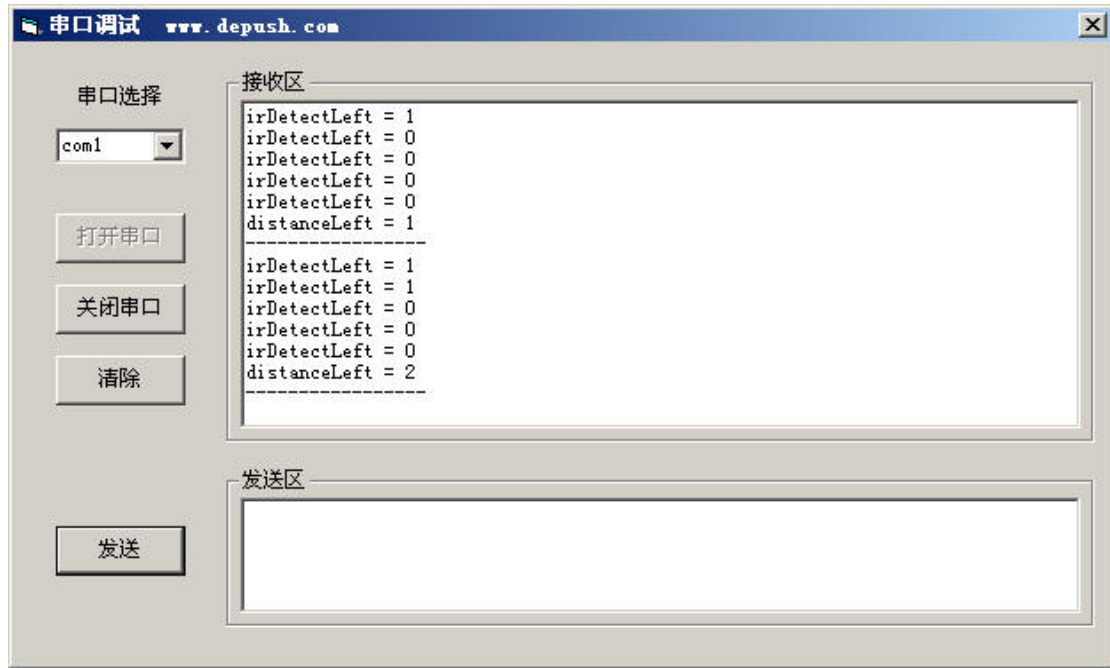 串口调试 www.depush.com
串口选择
com1
打开串口
关闭串口
清除
接收区
irDetectLeft = 1
irDetectLeft = 0
irDetectLeft = 0
irDetectLeft = 0
irDetectLeft = 0
distanceLeft = 1
-----------------
irDetectLeft = 1
irDetectLeft = 1
irDetectLeft = 0
irDetectLeft = 0
irDetectLeft = 0
distanceLeft = 2
-----------------
发送区
发送